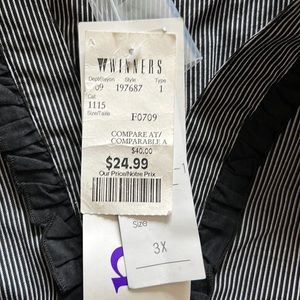 WINNERS
Dept/Rayon Style Type
09 197687 1
Cat
1115
Size/Taille F0709
COMPARE AT/
COMPARABLE A
$40.00
$24.99
Our Price/Notre Prix
Size
3X